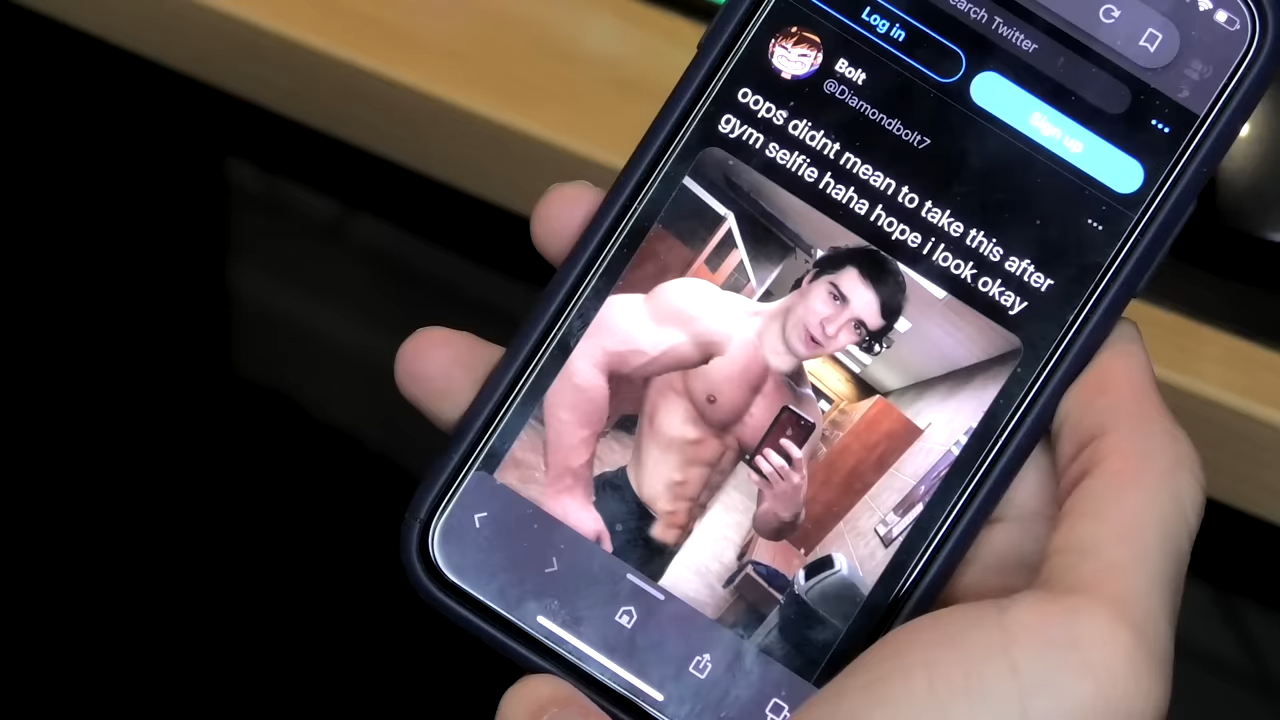 earch Twitter
Log in
Sign up
Bolt
@Diamondbolt7
oops didnt mean to take this after
gym selfie haha hope i look okay